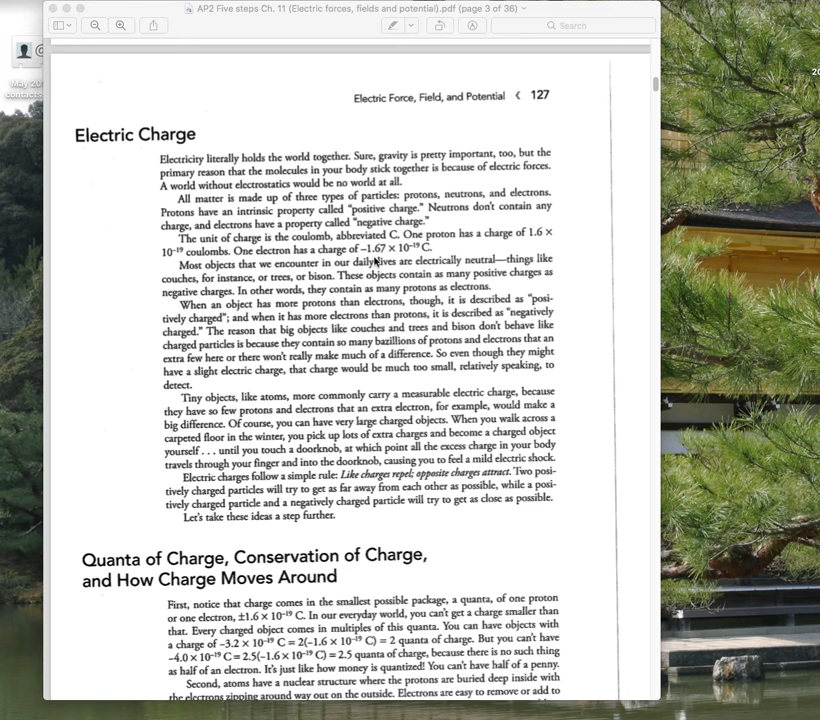 AP2 Five steps Ch. 11 (Electric forces, fields and potential).pdf (page 3 of 36)
Search
May 20
contacts
20
Electric Force, Field, and Potential ‹ 127
Electric Charge
Electricity literally holds the world together. Sure, gravity is pretty important, too, but the
primary reason that the molecules in your body stick together is because of electric forces.
A world without electrostatics would be no world at all.
All matter is made up of three types of particles: protons, neutrons, and electrons.
Protons have an intrinsic property called "positive charge." Neutrons don't contain any
charge, and electrons have a property called "negative charge."
The unit of charge is the coulomb, abbreviated C. One proton has a charge of 1.6 ×
10⁻¹⁹ coulombs. One electron has a charge of –1.67 × 10⁻¹⁹ C.
Most objects that we encounter in our daily lives are electrically neutral—things like
couches, for instance, or trees, or bison. These objects contain as many positive charges as
negative charges. In other words, they contain as many protons as electrons.
When an object has more protons than electrons, though, it is described as "posi-
tively charged"; and when it has more electrons than protons, it is described as "negatively
charged." The reason that big objects like couches and trees and bison don't behave like
charged particles is because they contain so many bazillions of protons and electrons that an
extra few here or there won't really make much of a difference. So even though they might
have a slight electric charge, that charge would be much too small, relatively speaking, to
detect.
Tiny objects, like atoms, more commonly carry a measurable electric charge, because
they have so few protons and electrons that an extra electron, for example, would make a
big difference. Of course, you can have very large charged objects. When you walk across a
carpeted floor in the winter, you pick up lots of extra charges and become a charged object
yourself . . . until you touch a doorknob, at which point all the excess charge in your body
travels through your finger and into the doorknob, causing you to feel a mild electric shock.
Electric charges follow a simple rule: Like charges repel; opposite charges attract. Two posi-
tively charged particles will try to get as far away from each other as possible, while a posi-
tively charged particle and a negatively charged particle will try to get as close as possible.
Let's take these ideas a step further.
Quanta of Charge, Conservation of Charge,
and How Charge Moves Around
First, notice that charge comes in the smallest possible package, a quanta, of one proton
or one electron, ±1.6 × 10⁻¹⁹ C. In our everyday world, you can't get a charge smaller than
that. Every charged object comes in multiples of this quanta. You can have objects with
a charge of –3.2 × 10⁻¹⁹ C = 2(–1.6 × 10⁻¹⁹ C) = 2 quanta of charge. But you can't have
–4.0 × 10⁻¹⁹ C = 2.5(–1.6 × 10⁻¹⁹ C) = 2.5 quanta of charge, because there is no such thing
as half of an electron. It's just like how money is quantized! You can't have half of a penny.
Second, atoms have a nuclear structure where the protons are buried deep inside with
the electrons zipping around way out on the outside. Electrons are easy to remove or add to